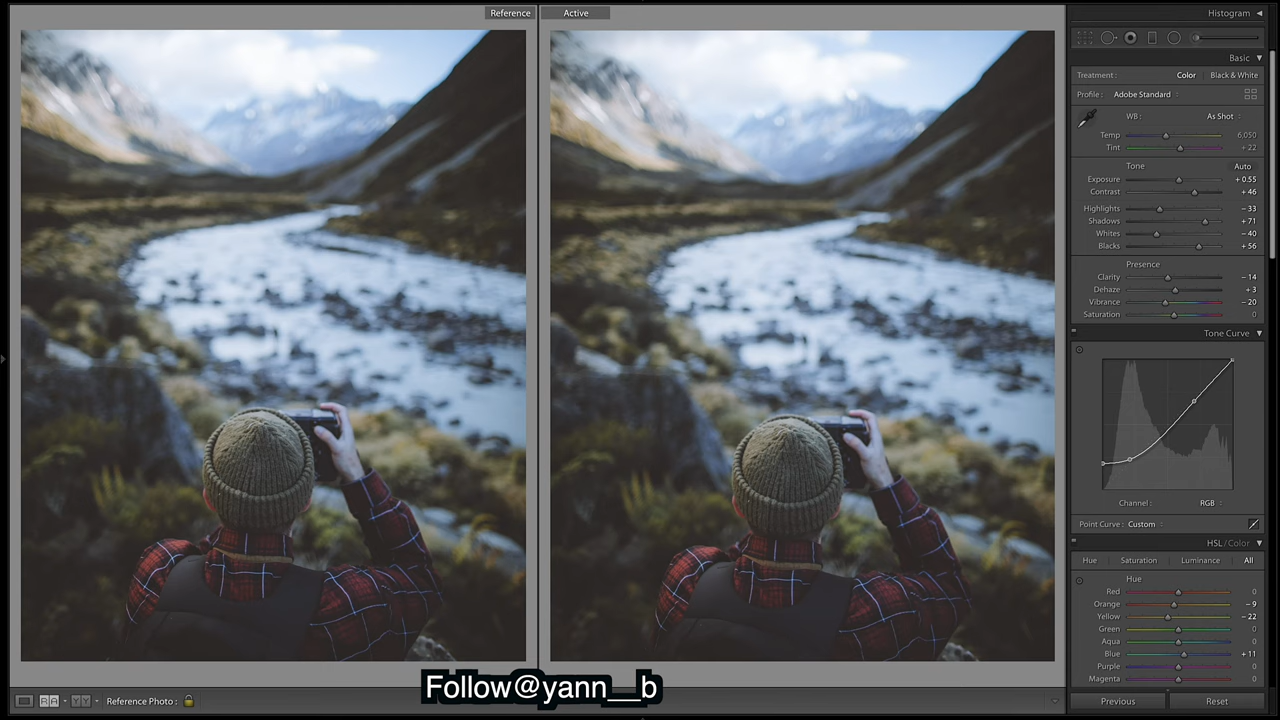 Reference
Active
Histogram
Basic
Treatment :
Color
Black & White
Profile :
Adobe Standard
WB :
As Shot
Temp
6,050
Tint
+ 22
Tone
Auto
Exposure
+ 0.55
Contrast
+ 46
Highlights
− 33
Shadows
+ 71
Whites
− 40
Blacks
+ 56
Presence
Clarity
− 14
Dehaze
+ 3
Vibrance
− 20
Saturation
0
Tone Curve
Channel :
RGB
Point Curve :
Custom
HSL / Color
Hue
Saturation
Luminance
All
Hue
Red
0
Orange
− 9
Yellow
− 22
Green
0
Aqua
0
Blue
+ 11
Purple
0
Magenta
0
Previous
Reset
Reference Photo :
Follow@yann__b